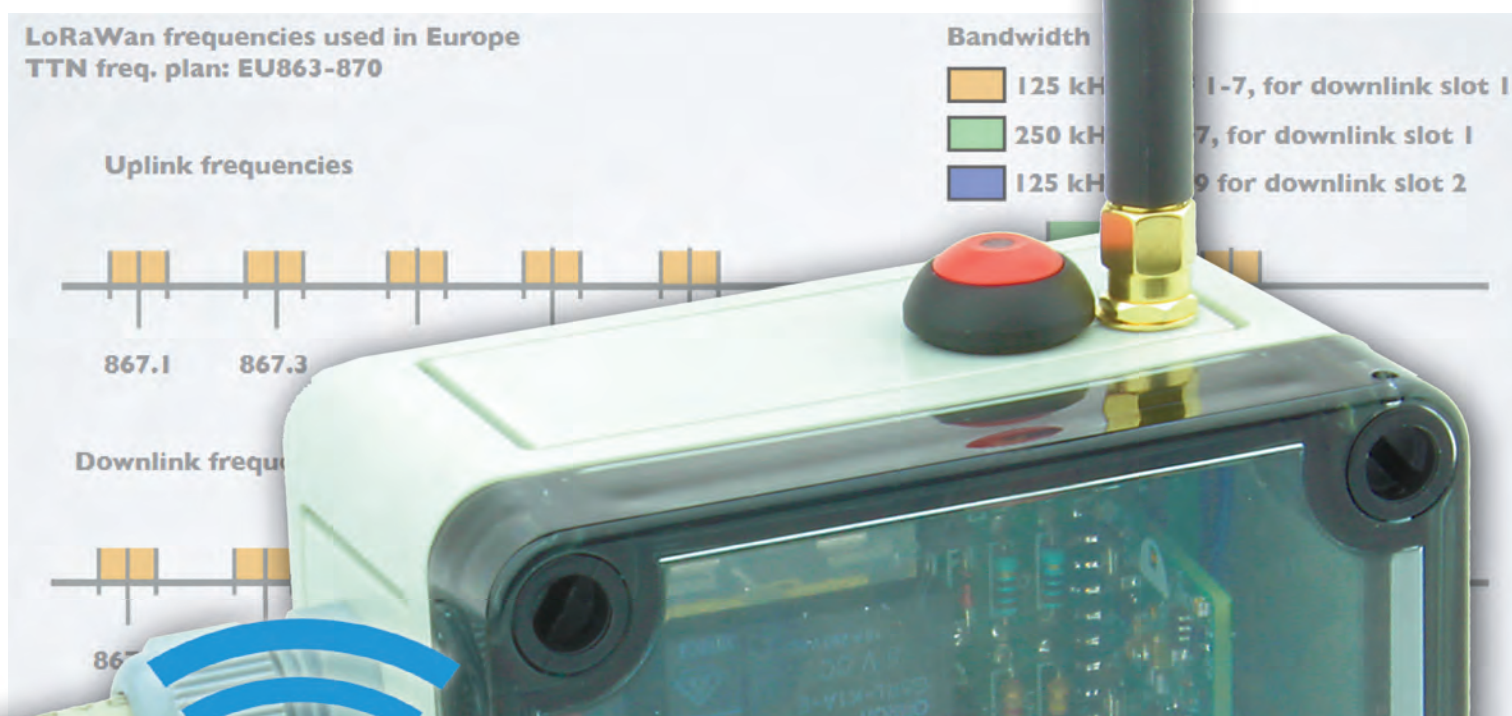 LoRaWan frequencies used in Europe
TTN freq. plan: EU863-870
Bandwidth
125 kH 1-7, for downlink slot 1
250 kH 7, for downlink slot 1
125 kH 9 for downlink slot 2
Uplink frequencies
867.1 867.3
Downlink frequ
867